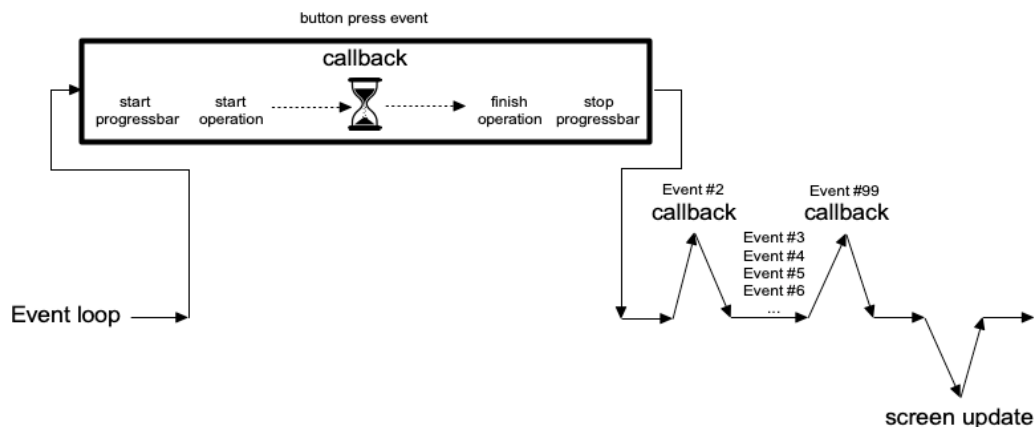 button press event
callback
start
progressbar
start
operation
finish
operation
stop
progressbar
Event #2
callback
Event #3
Event #4
Event #5
Event #6
...
Event #99
callback
Event loop
screen update